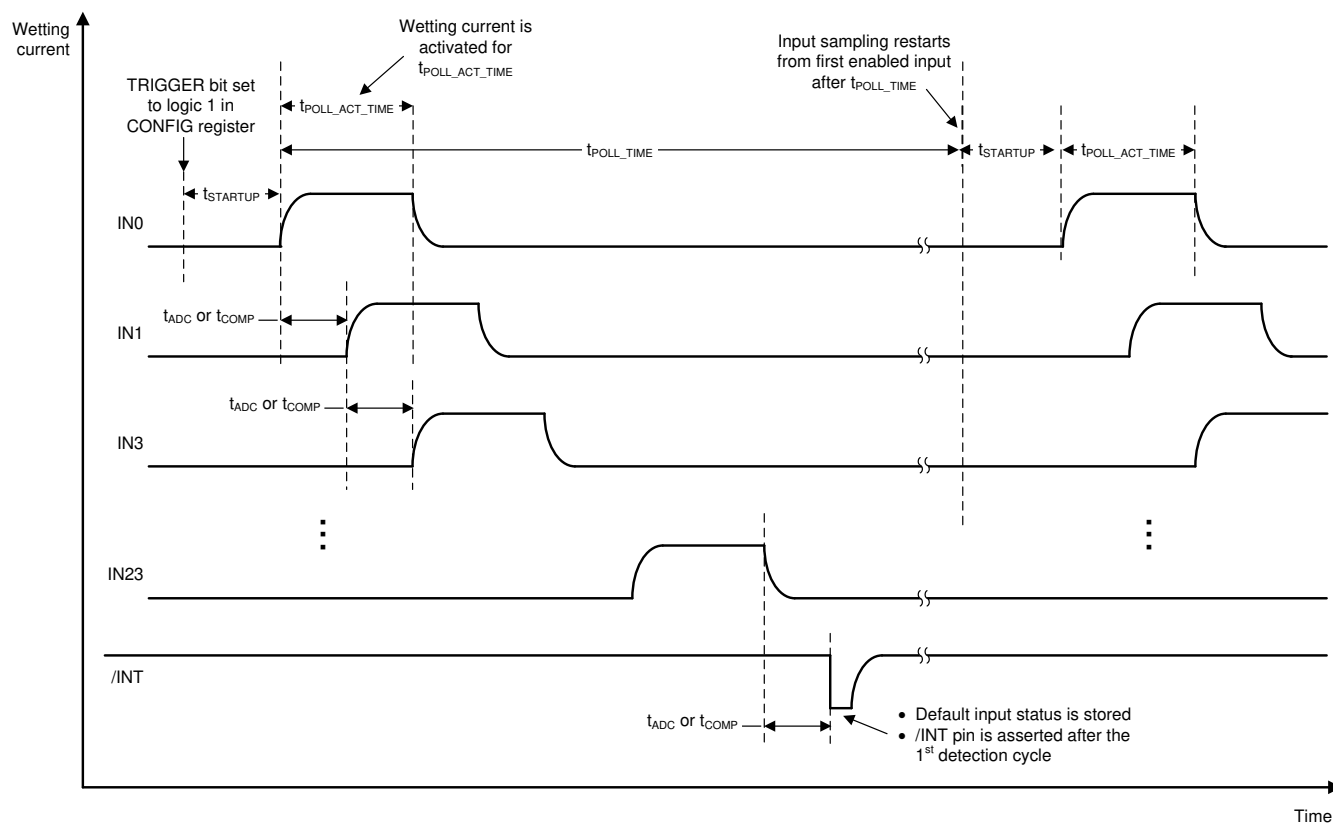 Wetting
current
Wetting current is
activated for
tPOLL_ACT_TIME
Input sampling restarts
from first enabled input
after tPOLL_TIME
TRIGGER bit set
to logic 1 in
CONFIG register
tPOLL_ACT_TIME
tPOLL_TIME
tSTARTUP
tPOLL_ACT_TIME
tSTARTUP
IN0
tADC or tCOMP
IN1
tADC or tCOMP
IN3
IN23
/INT
tADC or tCOMP
• Default input status is stored
• /INT pin is asserted after the
1st detection cycle
Time